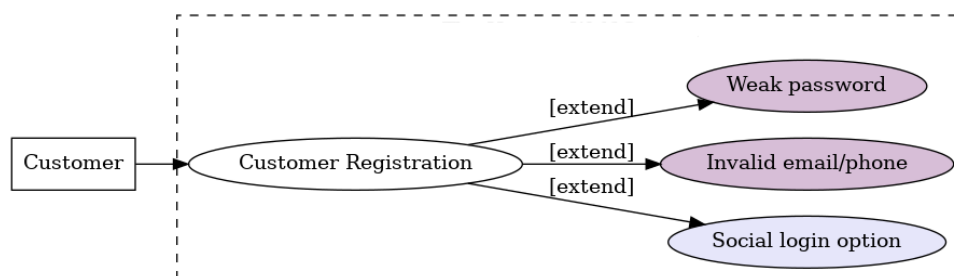 Weak password
[extend]
Customer
Customer Registration
[extend]
Invalid email/phone
[extend]
Social login option